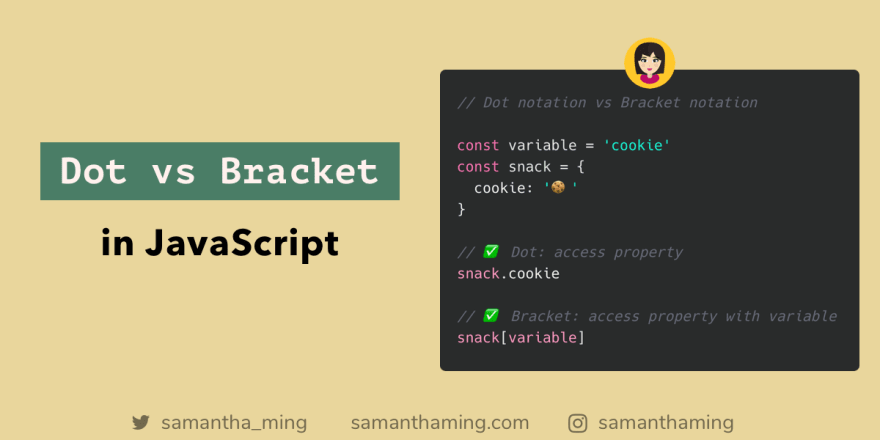 Dot vs Bracket
in JavaScript
// Dot notation vs Bracket notation
const variable = 'cookie'
const snack = {
  cookie: '🍪 '
}
// ✅ Dot: access property
snack.cookie
// ✅ Bracket: access property with variable
snack[variable]
samantha_ming
samanthaming.com
samanthaming